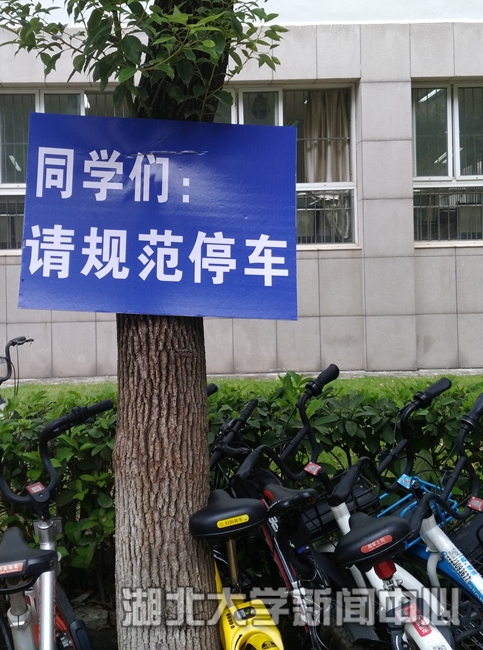 同学们：
请规范停车
湖北大学新闻中心